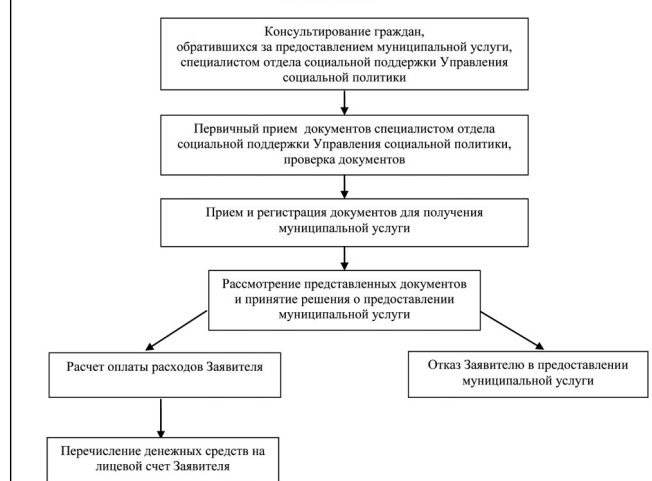 Консультирование граждан,
обратившихся за предоставлением муниципальной услуги,
специалистом отдела социальной поддержки Управления
социальной политики
Первичный прием документов специалистом отдела
социальной поддержки Управления социальной политики,
проверка документов
Прием и регистрация документов для получения
муниципальной услуги
Рассмотрение представленных документов
и принятие решения о предоставлении
муниципальной услуги
Расчет оплаты расходов Заявителя
Отказ Заявителю в предоставлении
муниципальной услуги
Перечисление денежных средств на
лицевой счет Заявителя